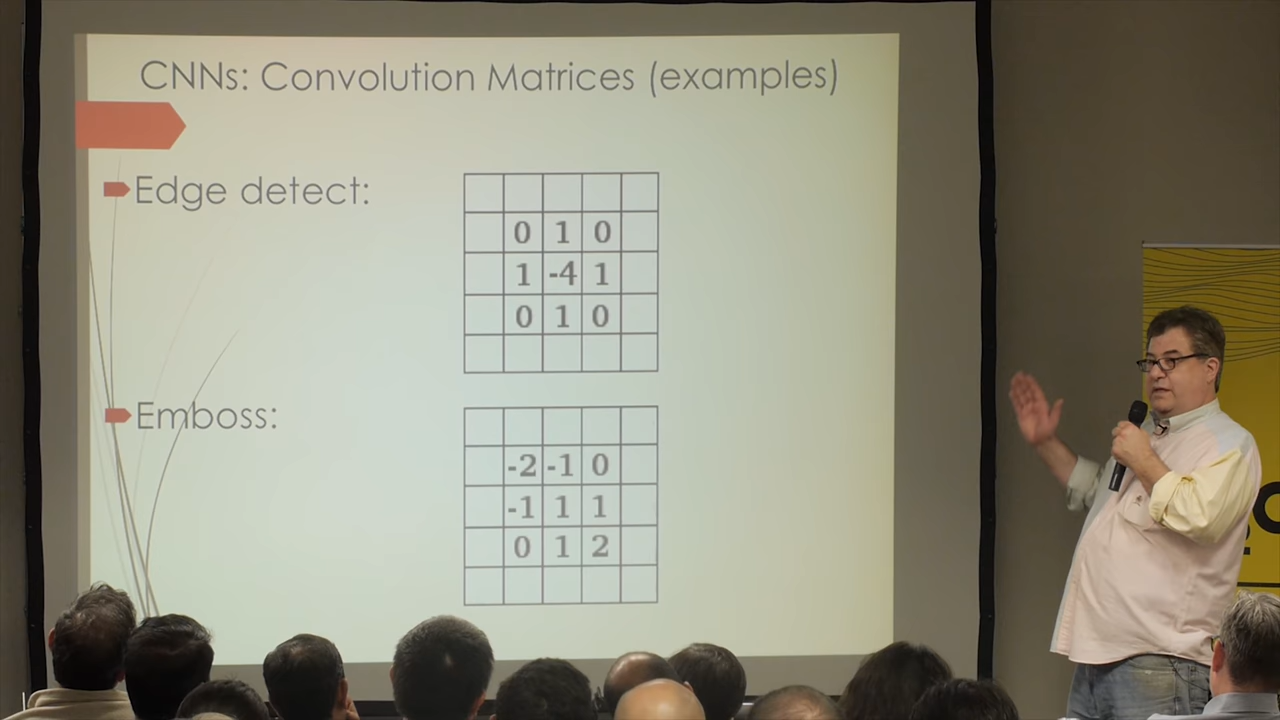 CNNs: Convolution Matrices (examples)
Edge detect:
0 1 0
1 -4 1
0 1 0
Emboss:
-2 -1 0
-1 1 1
0 1 2